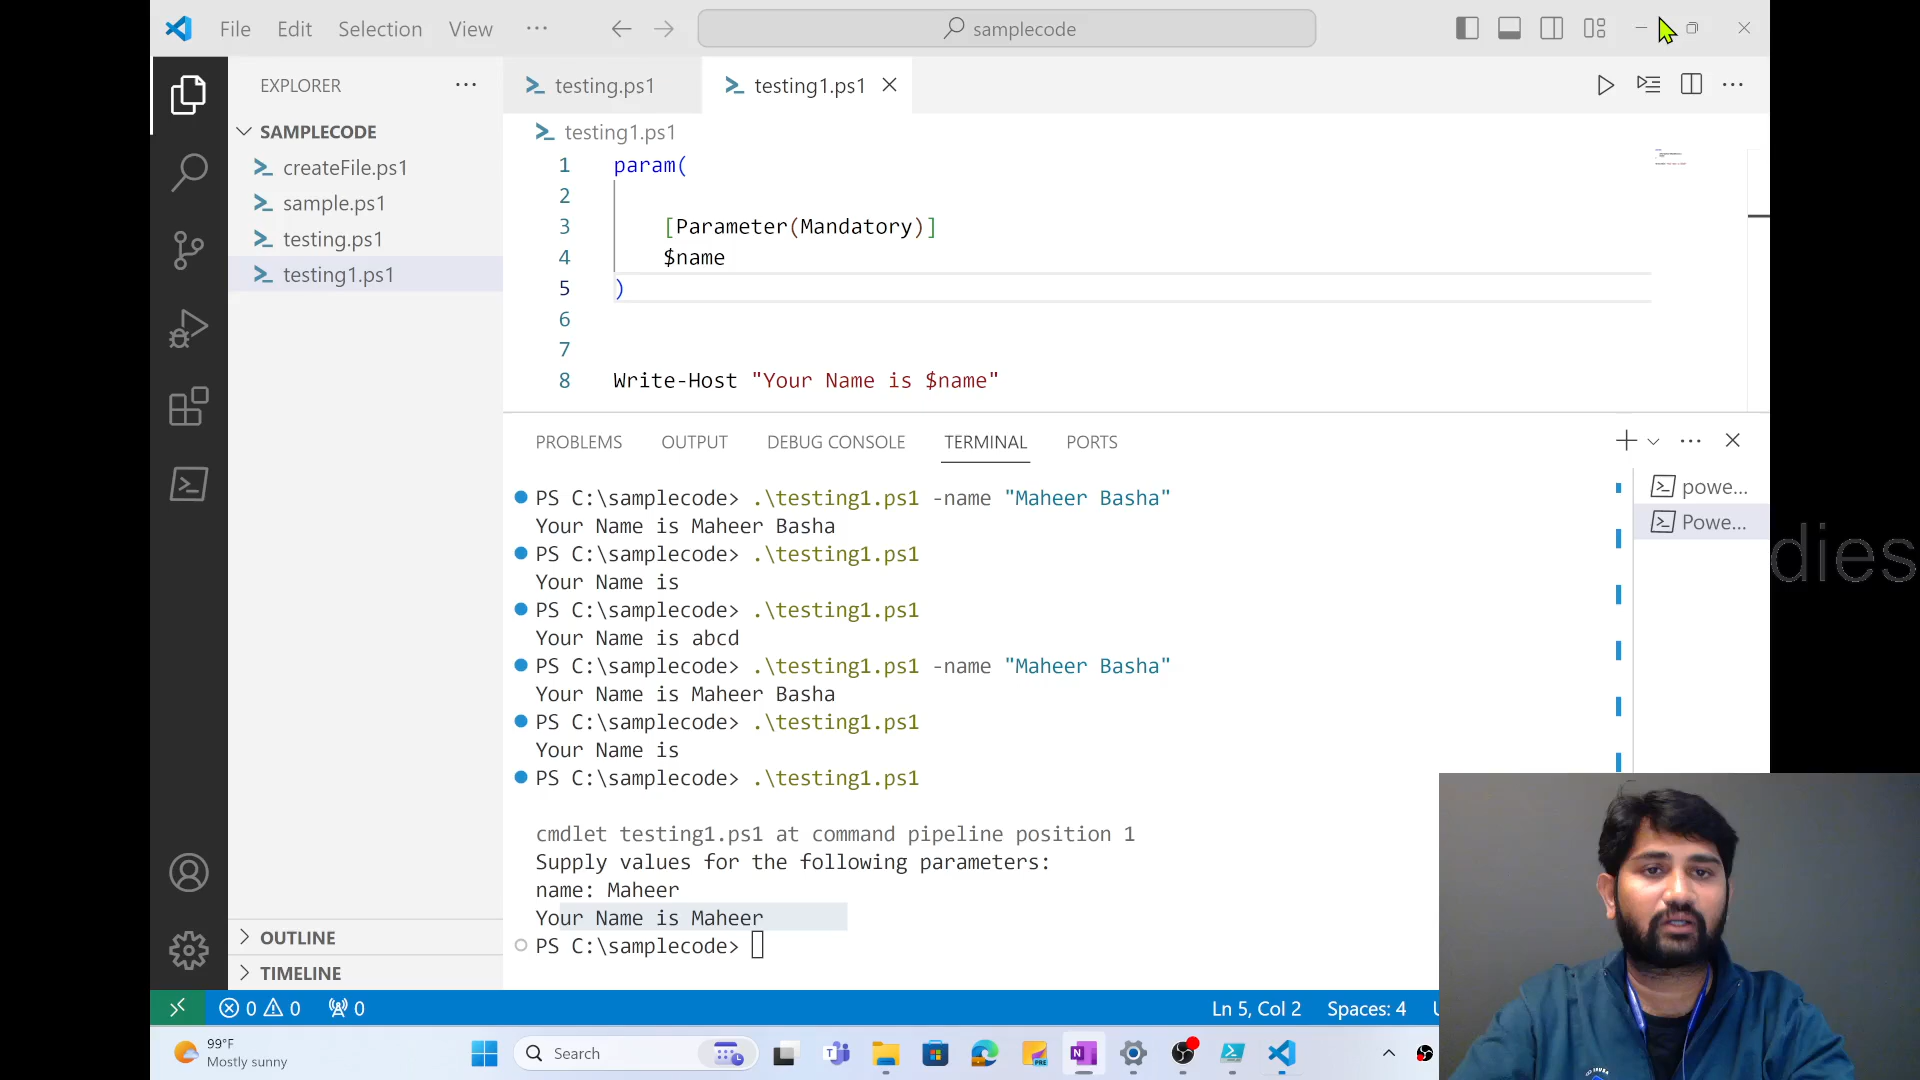 File Edit Selection View ···
samplecode
EXPLORER
SAMPLECODE
createFile.ps1
sample.ps1
testing.ps1
testing1.ps1
OUTLINE
TIMELINE
testing.ps1 testing1.ps1
testing1.ps1
1 param(
2
3 [Parameter(Mandatory)]
4 $name
5 )
6
7
8 Write-Host "Your Name is $name"
PROBLEMS OUTPUT DEBUG CONSOLE TERMINAL PORTS
PS C:\samplecode> .\testing1.ps1 -name "Maheer Basha"
Your Name is Maheer Basha
PS C:\samplecode> .\testing1.ps1
Your Name is
PS C:\samplecode> .\testing1.ps1
Your Name is abcd
PS C:\samplecode> .\testing1.ps1 -name "Maheer Basha"
Your Name is Maheer Basha
PS C:\samplecode> .\testing1.ps1
Your Name is
PS C:\samplecode> .\testing1.ps1
cmdlet testing1.ps1 at command pipeline position 1
Supply values for the following parameters:
name: Maheer
Your Name is Maheer
PS C:\samplecode>
powe...
Powe...
dies
0 0 0
Ln 5, Col 2 Spaces: 4
99°F
Mostly sunny
Search
PRE